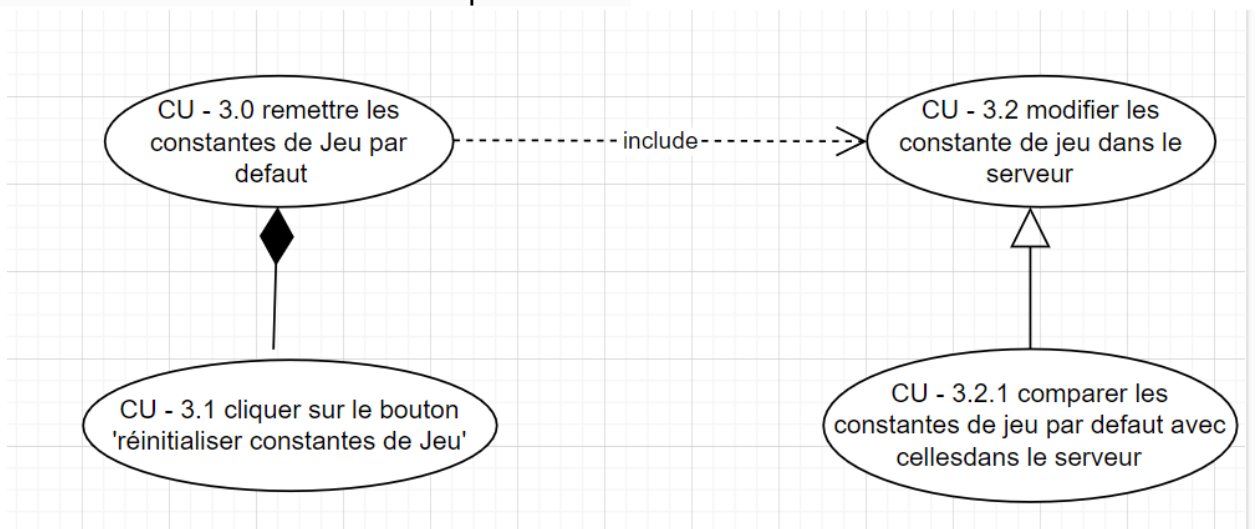 CU - 3.0 remettre les
constantes de Jeu par
defaut
include
CU - 3.2 modifier les
constante de jeu dans le
serveur
CU - 3.1 cliquer sur le bouton
'réinitialiser constantes de Jeu'
CU - 3.2.1 comparer les
constantes de jeu par defaut avec
cellesdans le serveur